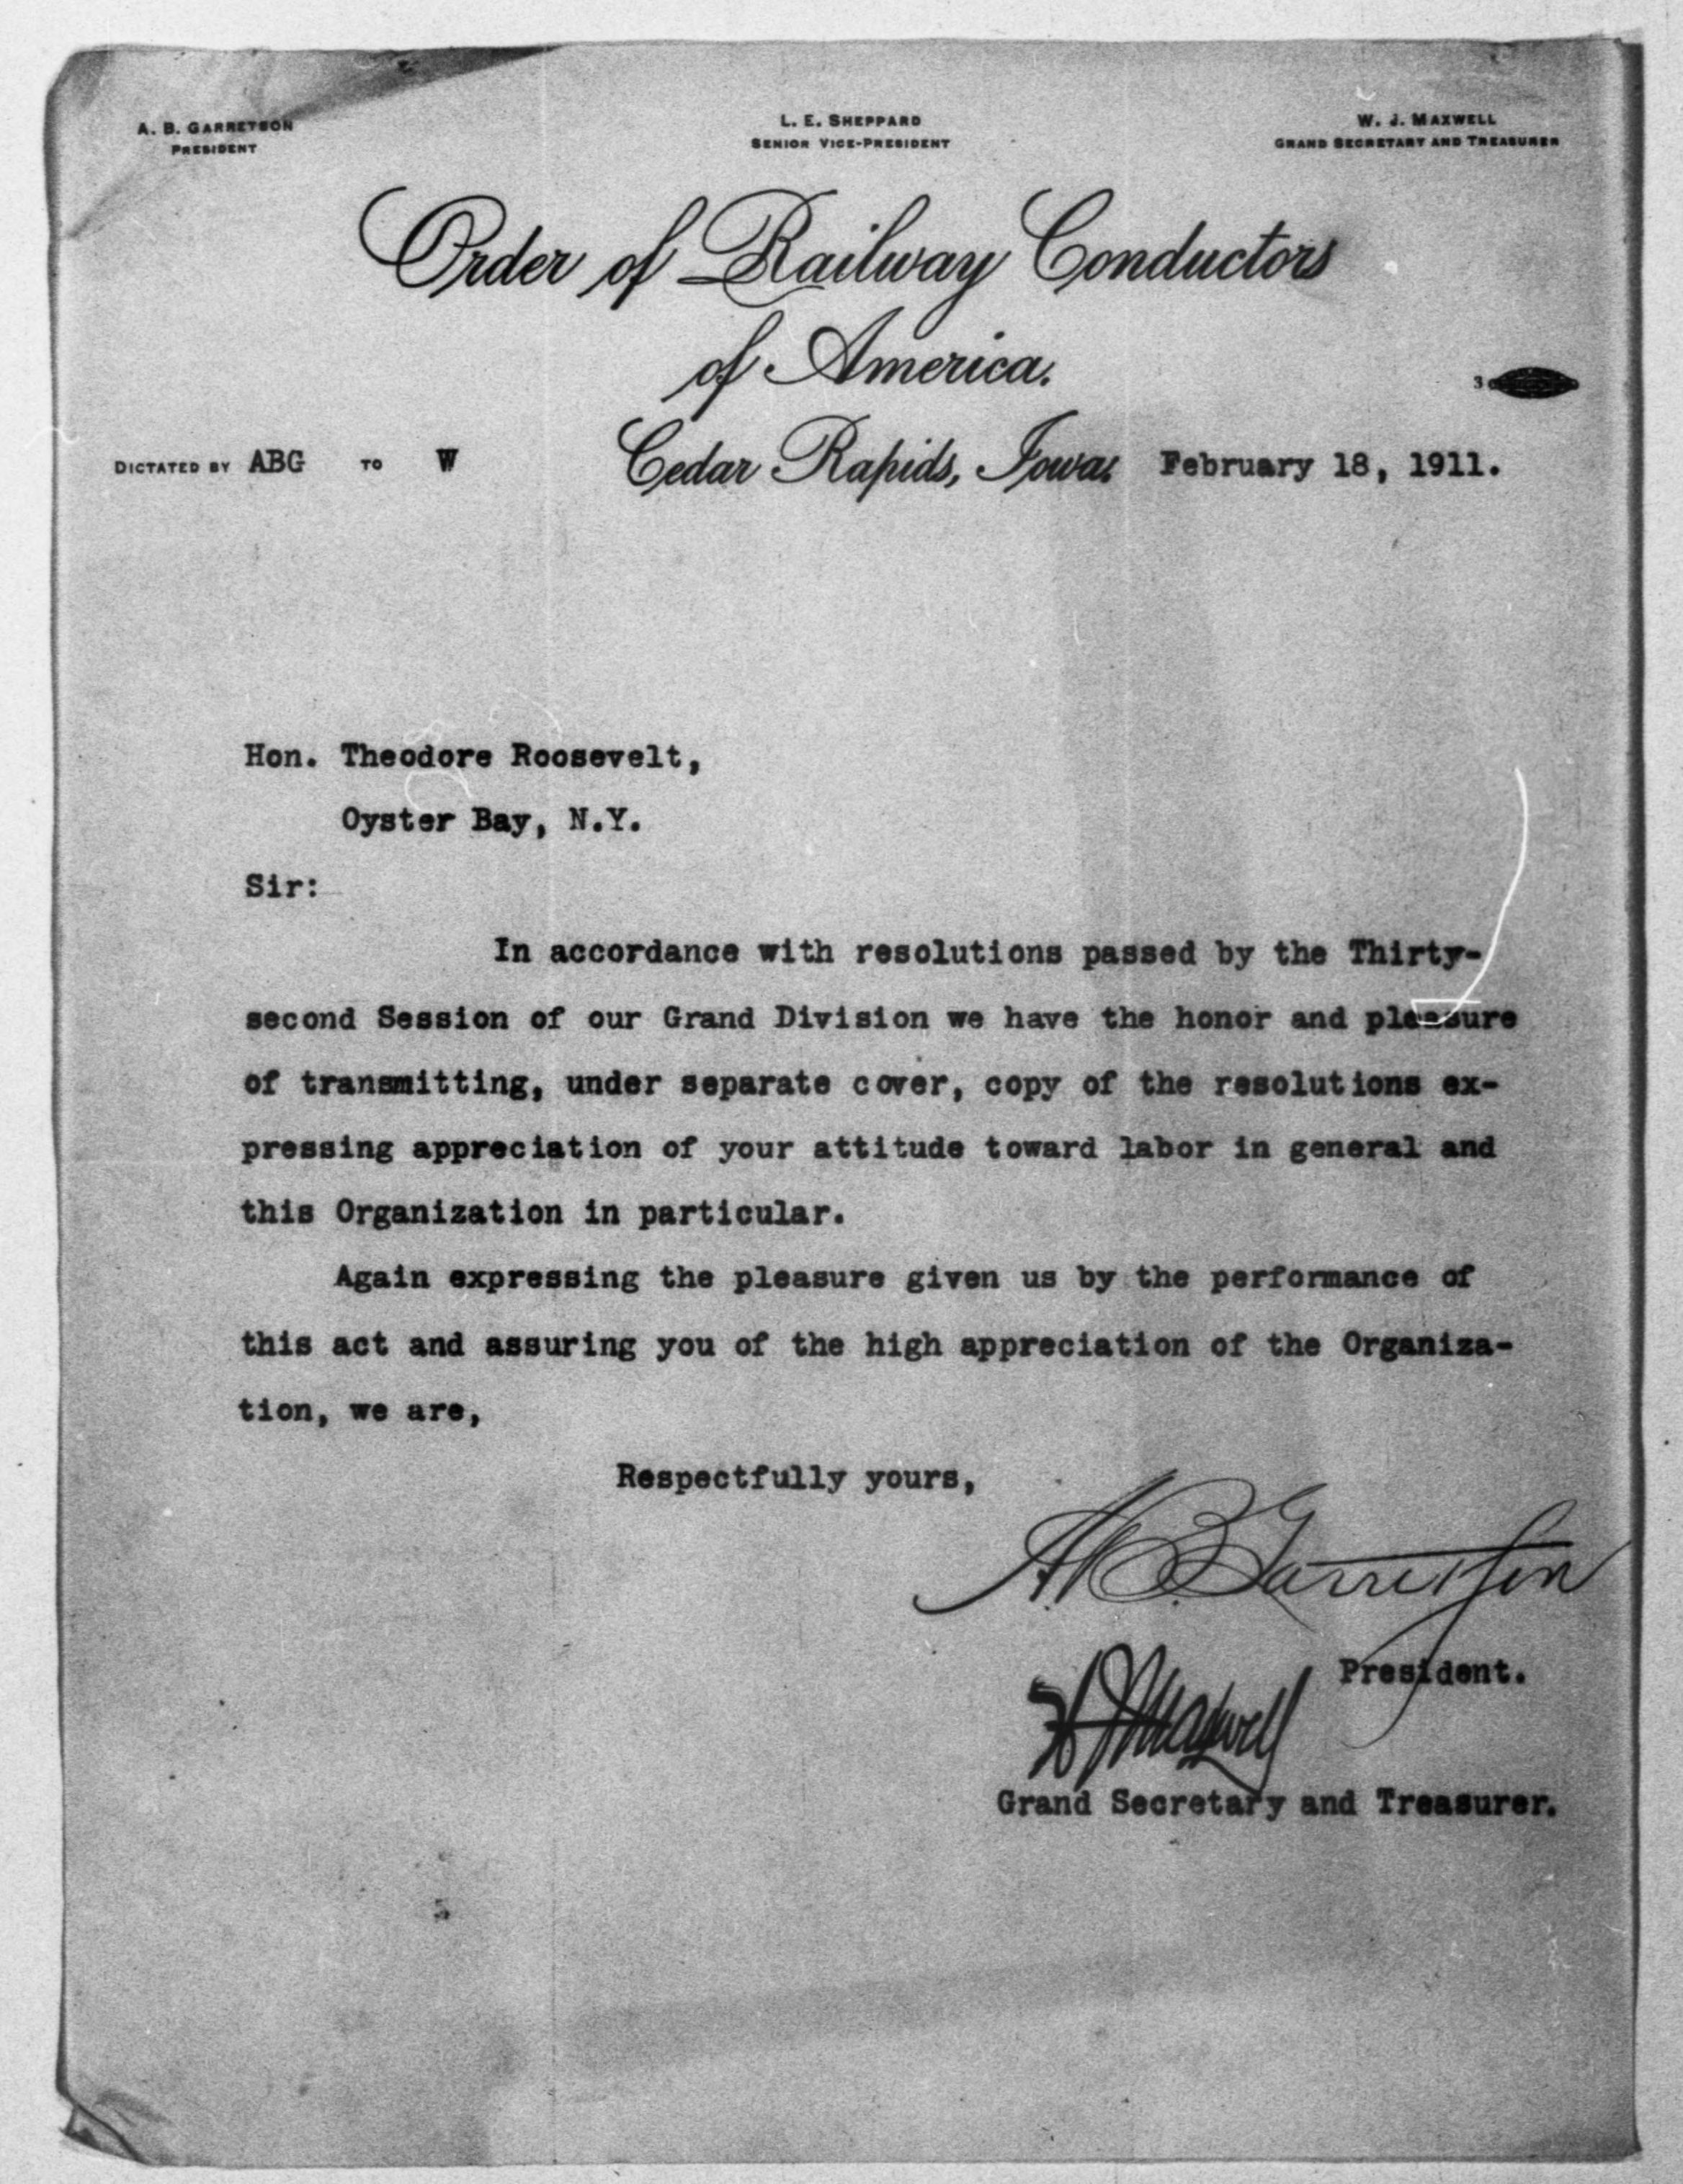 A. B. GARRETSON
PRESIDENT
L. E. SHEPPARD
SENIOR VICE-PRESIDENT
W. J. MAXWELL
GRAND SECRETARY AND TREASURER
Order of Railway Conductors
of America.
3
DICTATED BY ABG TO W
Cedar Rapids, Iowa. February 18, 1911.
Hon. Theodore Roosevelt,
Oyster Bay, N.Y.
Sir:
In accordance with resolutions passed by the Thirty-
second Session of our Grand Division we have the honor and pleasure
of transmitting, under separate cover, copy of the resolutions ex-
pressing appreciation of your attitude toward labor in general and
this Organization in particular.
Again expressing the pleasure given us by the performance of
this act and assuring you of the high appreciation of the Organiza-
tion, we are,
Respectfully yours,
A. B. Garretson
President.
W J Maxwell
Grand Secretary and Treasurer.